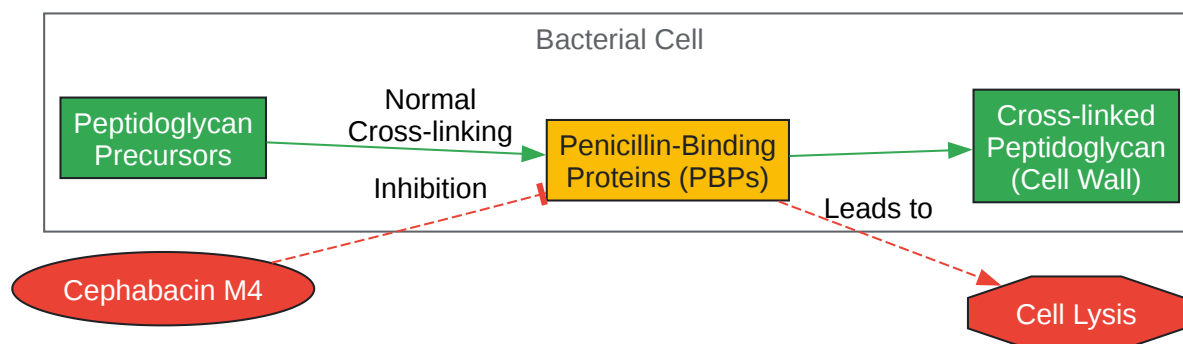 Bacterial Cell
Peptidoglycan
Precursors
Normal
Cross-linking
Inhibition
Penicillin-Binding
Proteins (PBPs)
Cross-linked
Peptidoglycan
(Cell Wall)
Leads to
Cephabacin M4
Cell Lysis